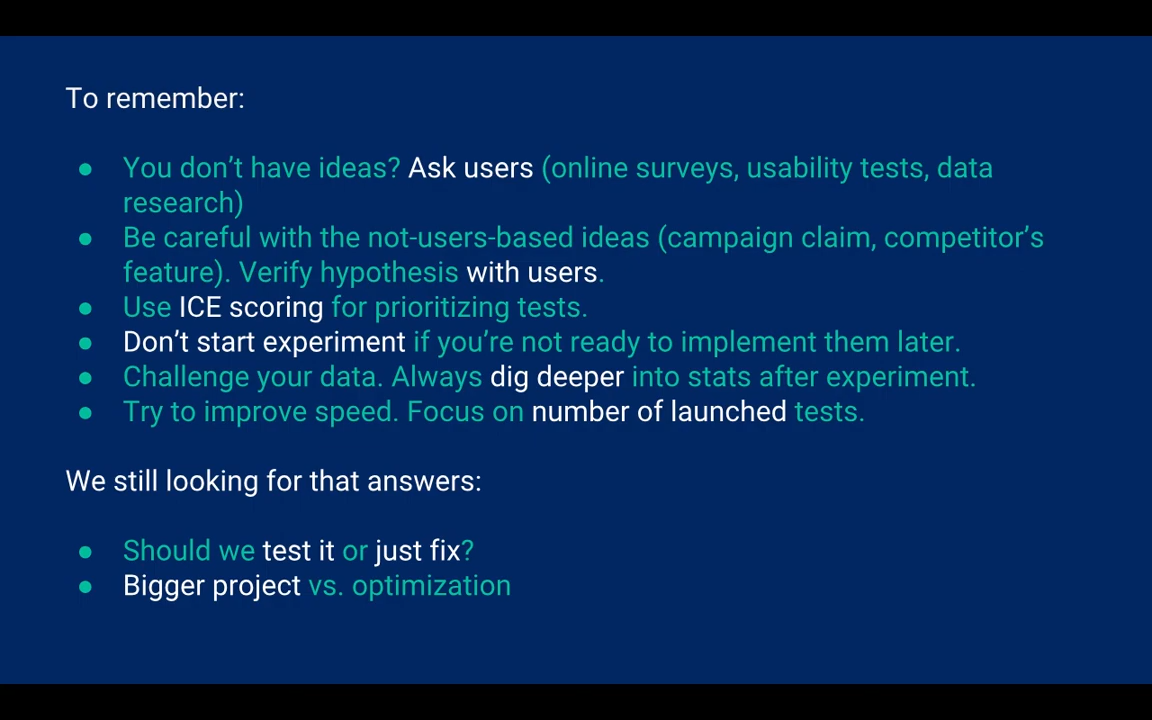 To remember:
● You don’t have ideas? Ask users (online surveys, usability tests, data
research)
● Be careful with the not-users-based ideas (campaign claim, competitor’s
feature). Verify hypothesis with users.
● Use ICE scoring for prioritizing tests.
● Don’t start experiment if you’re not ready to implement them later.
● Challenge your data. Always dig deeper into stats after experiment.
● Try to improve speed. Focus on number of launched tests.
We still looking for that answers:
● Should we test it or just fix?
● Bigger project vs. optimization